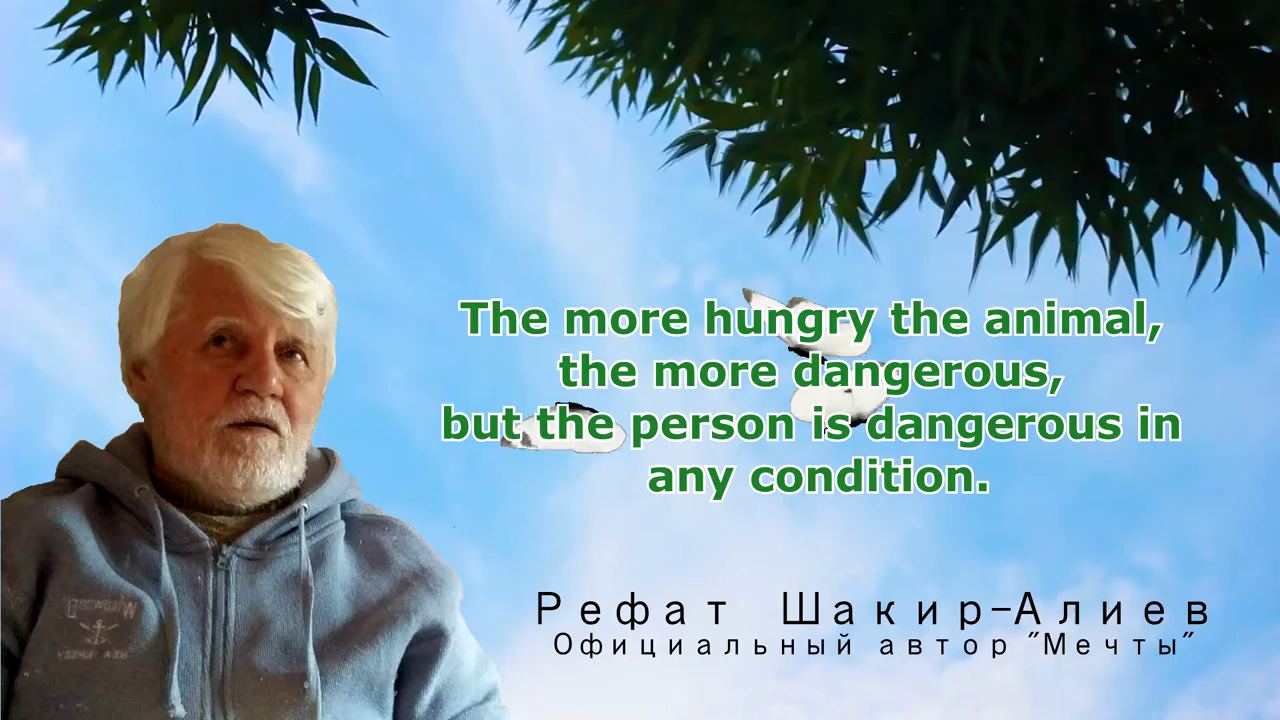 The more hungry the animal,
the more dangerous,
but the person is dangerous in
any condition.
Рефат Шакир-Алиев
Официальный автор "Мечты"